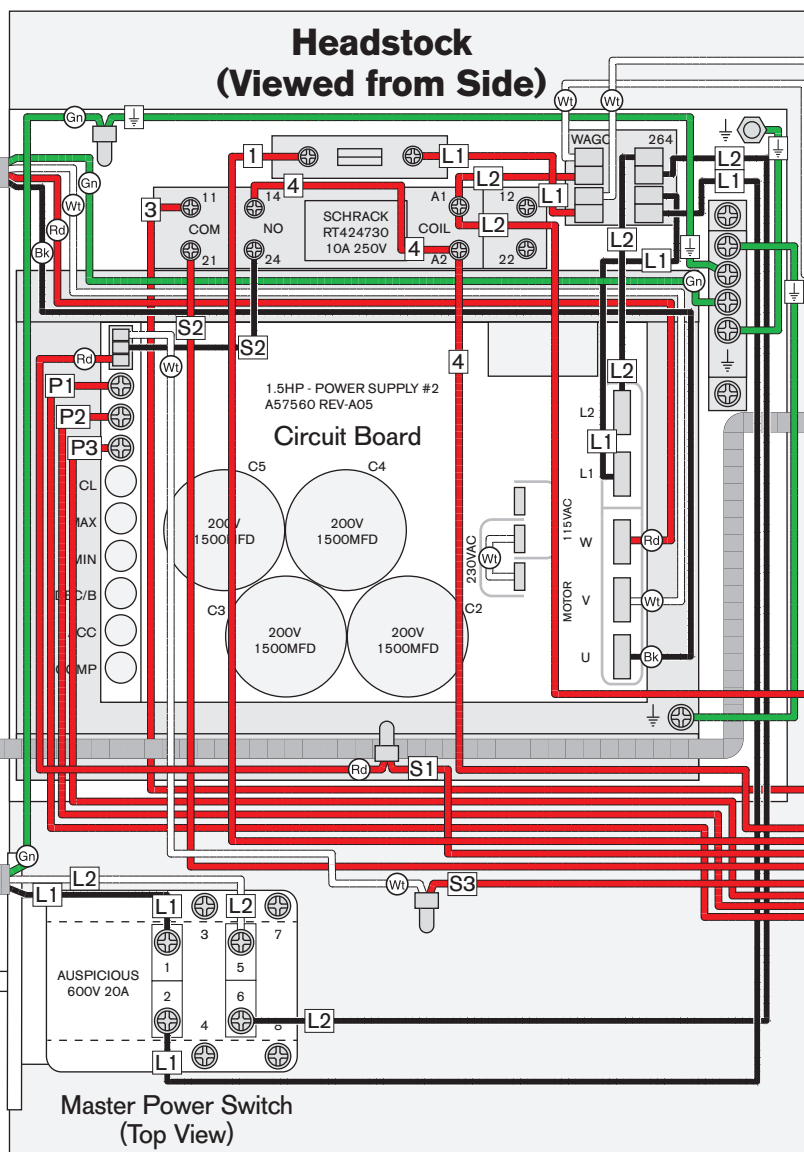 Headstock
(Viewed from Side)
Gn
Wt
Wt
WAGO 264
1
L1
L2
L1
L2
L1
Gn
Wt
Rd
Bk
3
11
14
4
A1
L2
12
COM
NO
SCHRACK
RT424730
10A 250V
COIL
4
21
24
A2
22
L2
L1
Gn
S2
S2
4
L2
Rd
Wt
P1
P2
P3
1.5HP - POWER SUPPLY #2
A57560 REV-A05
Circuit Board
L2
L1
L1
CL
MAX
MIN
DEC/B
ACC
COMP
C5
C4
200V
1500MFD
200V
1500MFD
C3
C2
200V
1500MFD
200V
1500MFD
230VAC
Wt
115VAC
MOTOR
W
Rd
V
Wt
U
Bk
Rd
S1
Gn
L2
L1
Wt
S3
L1
L2
3
7
1
5
AUSPICIOUS
600V 20A
2
6
L2
4
8
L1
Master Power Switch
(Top View)